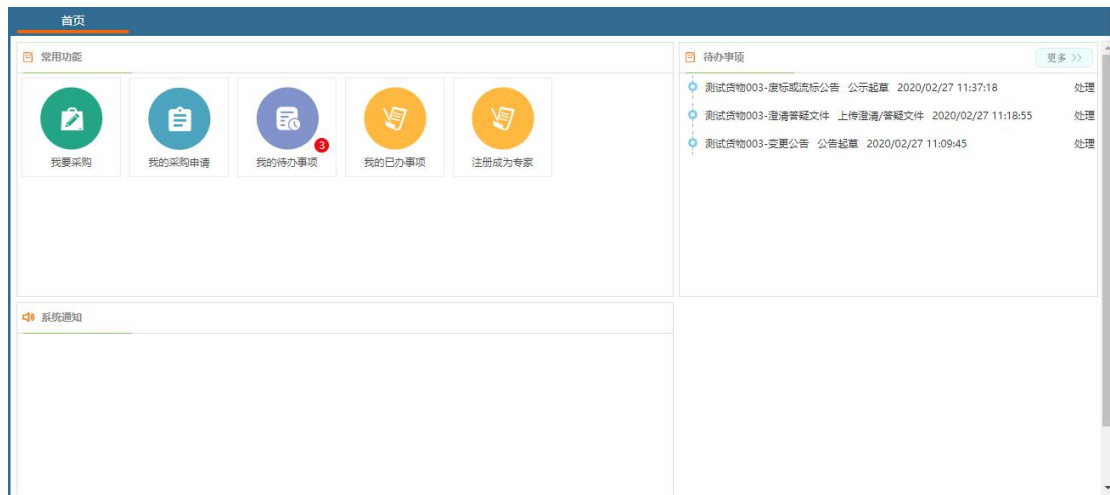 首页
常用功能
我要采购
我的采购申请
3
我的待办事项
我的已办事项
注册成为专家
待办事项
更多 >>
测试货物003-废标或流标公告 公示起草 2020/02/27 11:37:18 处理
测试货物003-澄清答疑文件 上传澄清/答疑文件 2020/02/27 11:18:55 处理
测试货物003-变更公告 公告起草 2020/02/27 11:09:45 处理
系统通知